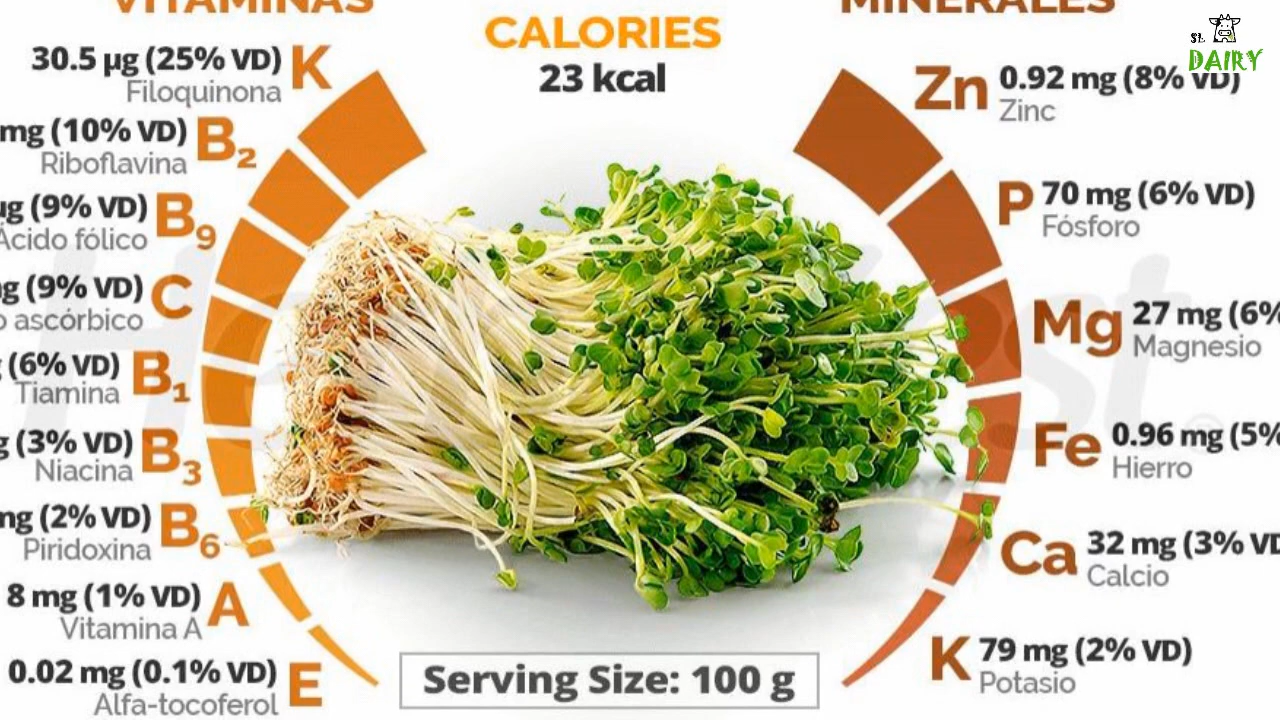 VITAMINAS
CALORIES
23 kcal
MINERALES
St.
DAIRY
30.5 µg (25% VD) K
Filoquinona
mg (10% VD) B₂
Riboflavina
µg (9% VD) B₉
Ácido fólico
(9% VD) C
ascórbico
(6% VD) B₁
Tiamina
(3% VD) B₃
Niacina
mg (2% VD) B₆
Piridoxina
8 mg (1% VD) A
Vitamina A
0.02 mg (0.1% VD) E
Alfa-tocoferol
Zn 0.92 mg (8% VD)
Zinc
P 70 mg (6% VD)
Fósforo
Mg 27 mg (6%
Magnesio
Fe 0.96 mg (5%
Hierro
Ca 32 mg (3% VD
Calcio
K 79 mg (2% VD)
Potasio
Serving Size: 100 g